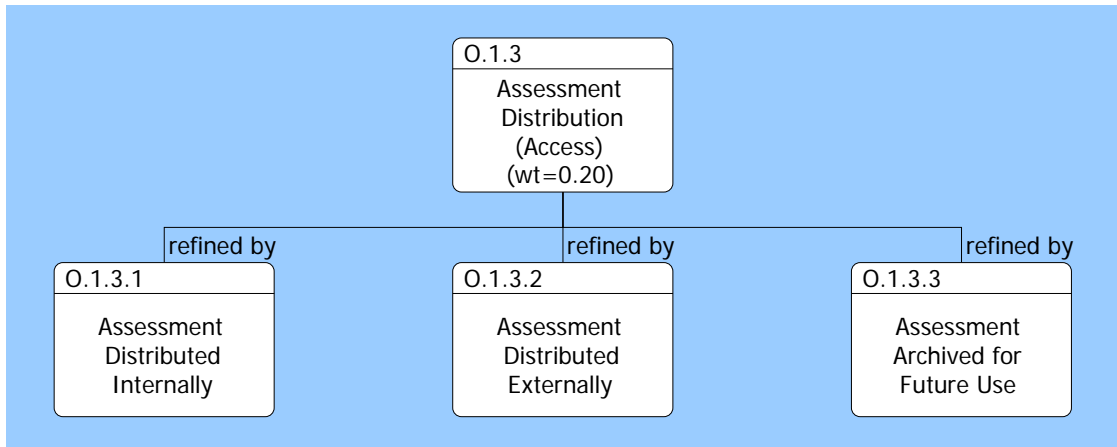 O.1.3
Assessment
Distribution
(Access)
(wt=0.20)
refined by
refined by
refined by
O.1.3.1
Assessment
Distributed
Internally
O.1.3.2
Assessment
Distributed
Externally
O.1.3.3
Assessment
Archived for
Future Use